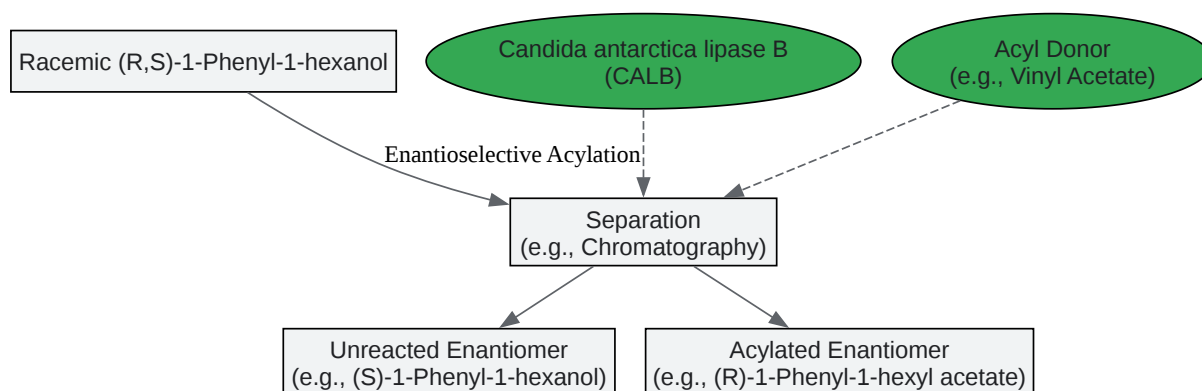 Racemic (R,S)-1-Phenyl-1-hexanol
Candida antarctica lipase B
(CALB)
Acyl Donor
(e.g., Vinyl Acetate)
Enantioselective Acylation
Separation
(e.g., Chromatography)
Unreacted Enantiomer
(e.g., (S)-1-Phenyl-1-hexanol)
Acylated Enantiomer
(e.g., (R)-1-Phenyl-1-hexyl acetate)